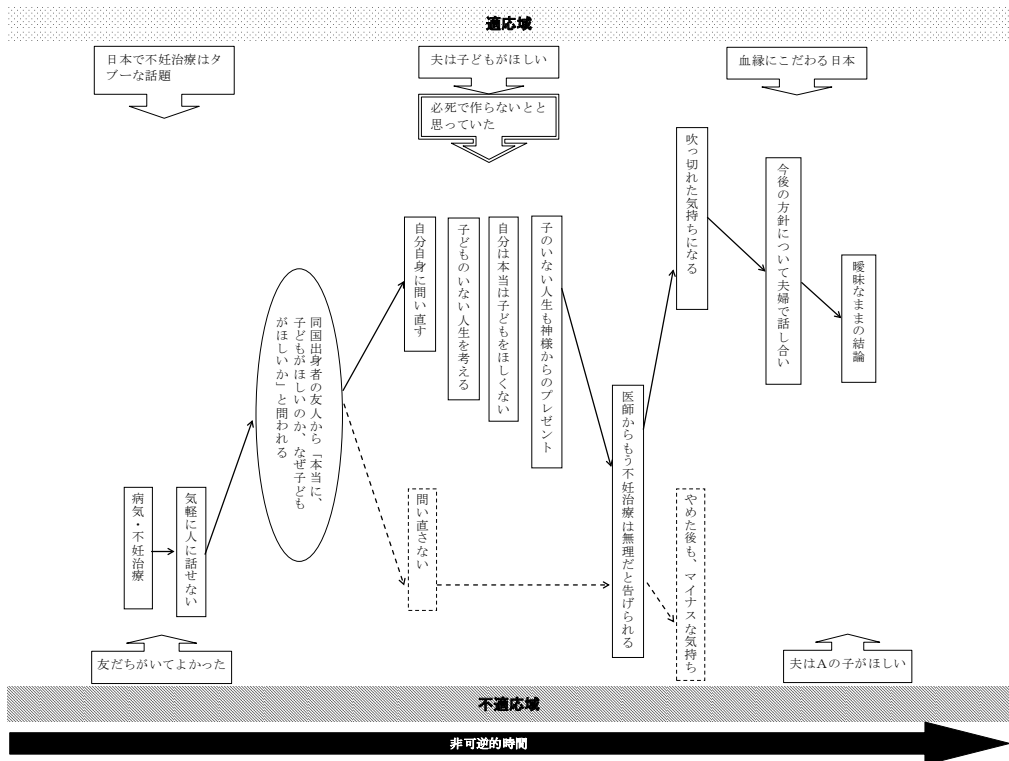 適応域
日本で不妊治療はタ
ブーな話題
夫は子どもがほしい
必死で作らないとと
思っていた
血縁にこだわる日本
病気・不妊治療
気軽に人に話せない
同国出身者の友人から「本当に、
子どもがほしいのか、なぜ子ども
がほしいか」と問われる
自分自身に問い直す
子どものいない人生を考える
自分は本当は子どもをほしくない
子のいない人生も神様からのプレゼント
問い直さない
医師からもう不妊治療は無理だと告げられる
吹っ切れた気持ちになる
やめた後も、マイナスな気持ち
今後の方針について夫婦で話し合い
曖昧なままの結論
友だちがいてよかった
夫はAの子がほしい
不適応域
非可逆的時間